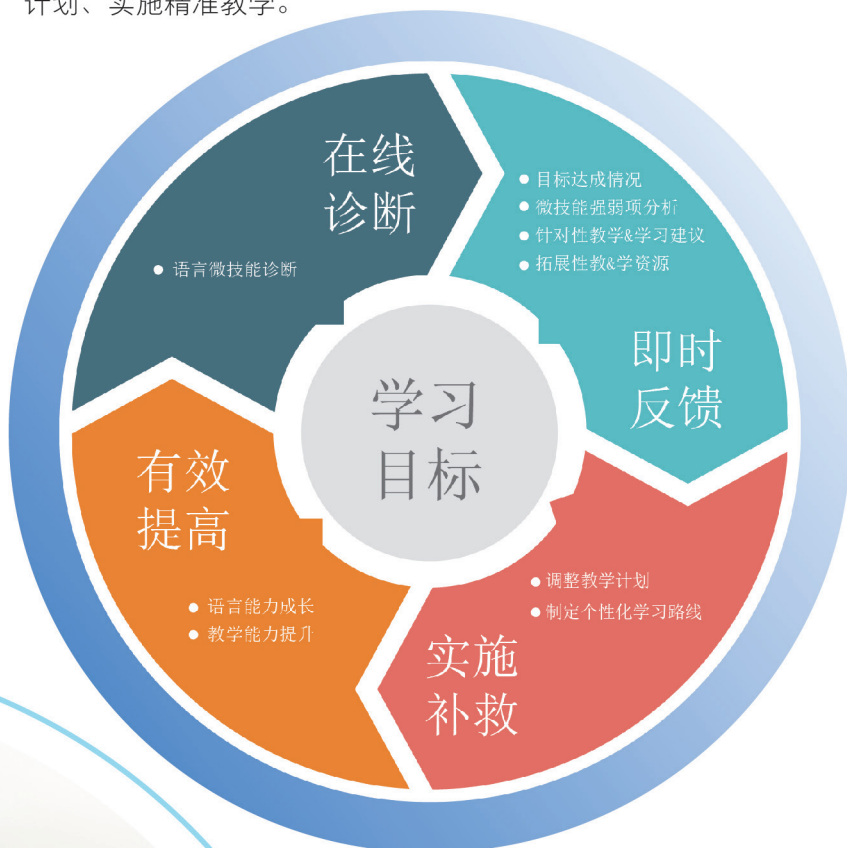 计划、实施精准教学。
在线
诊断
● 语言微技能诊断
● 目标达成情况
● 微技能强弱项分析
● 针对性教学&学习建议
● 拓展性教&学资源
即时
反馈
学习
目标
有效
提高
● 语言能力成长
● 教学能力提升
● 调整教学计划
● 制定个性化学习路线
实施
补救